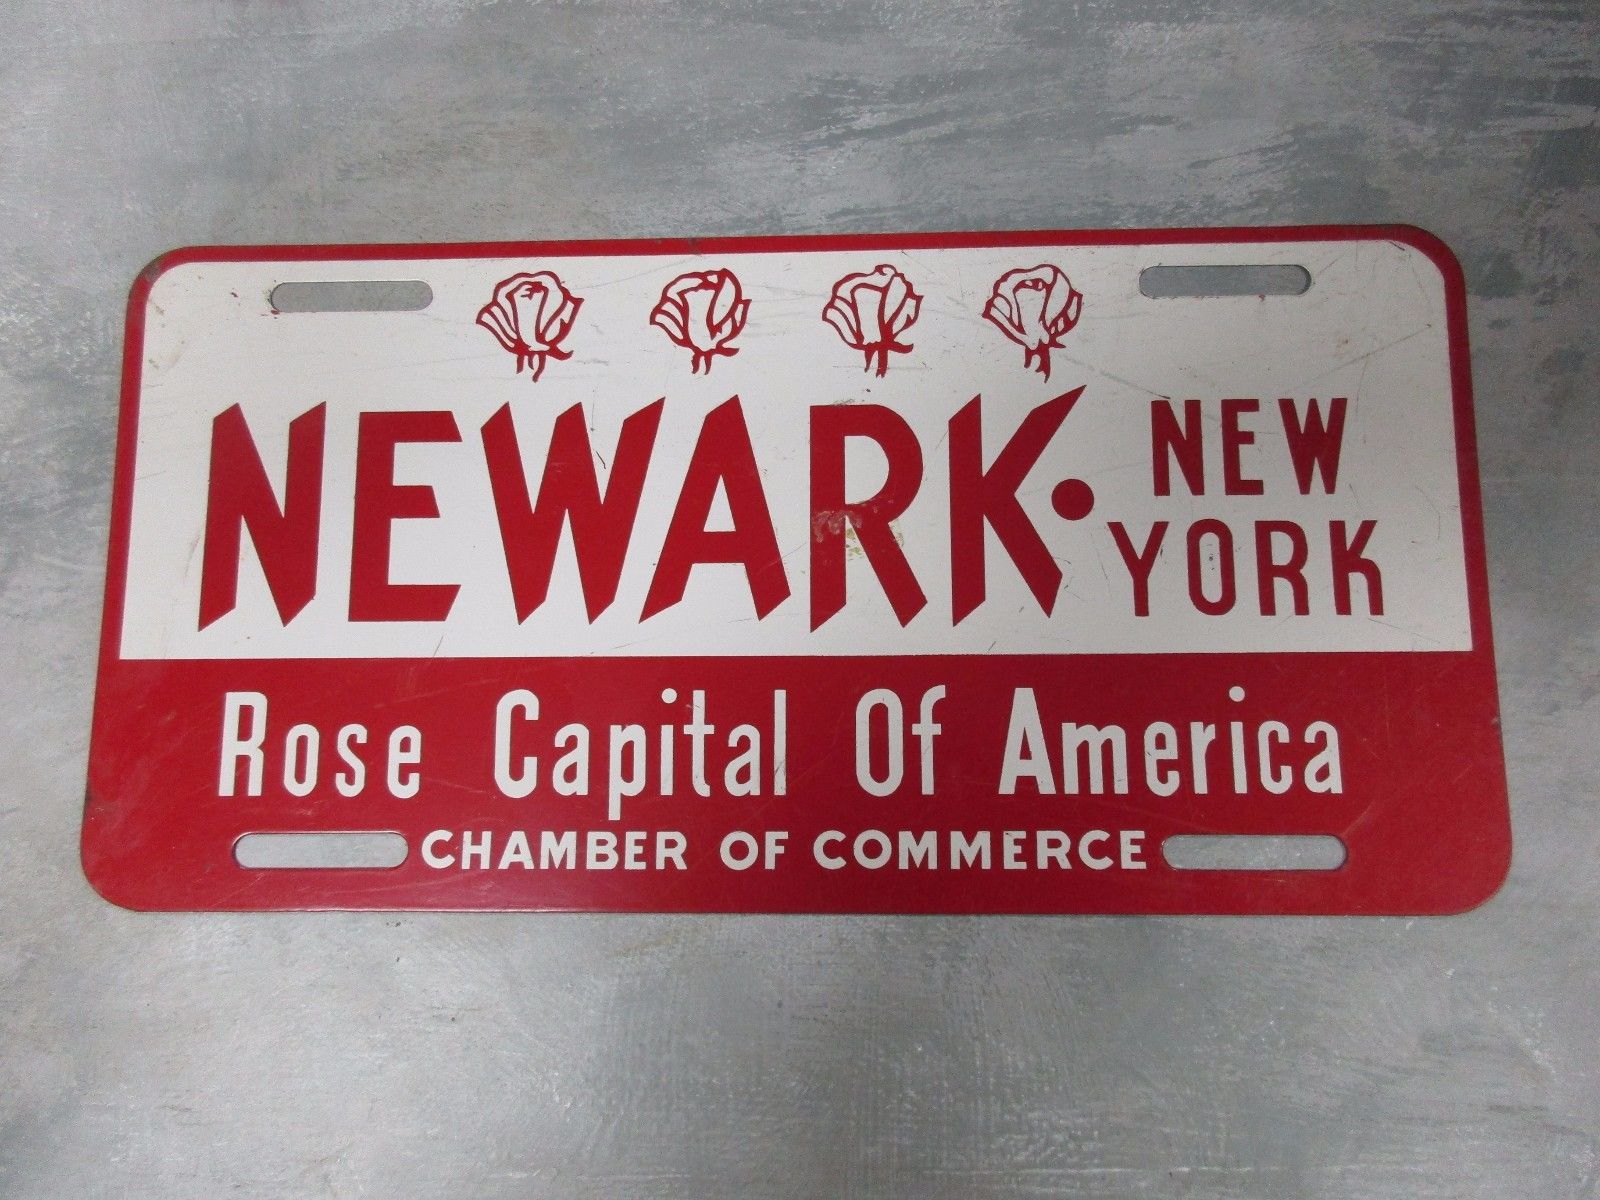 NEWARK • NEW
YORK
Rose Capital Of America
CHAMBER OF COMMERCE